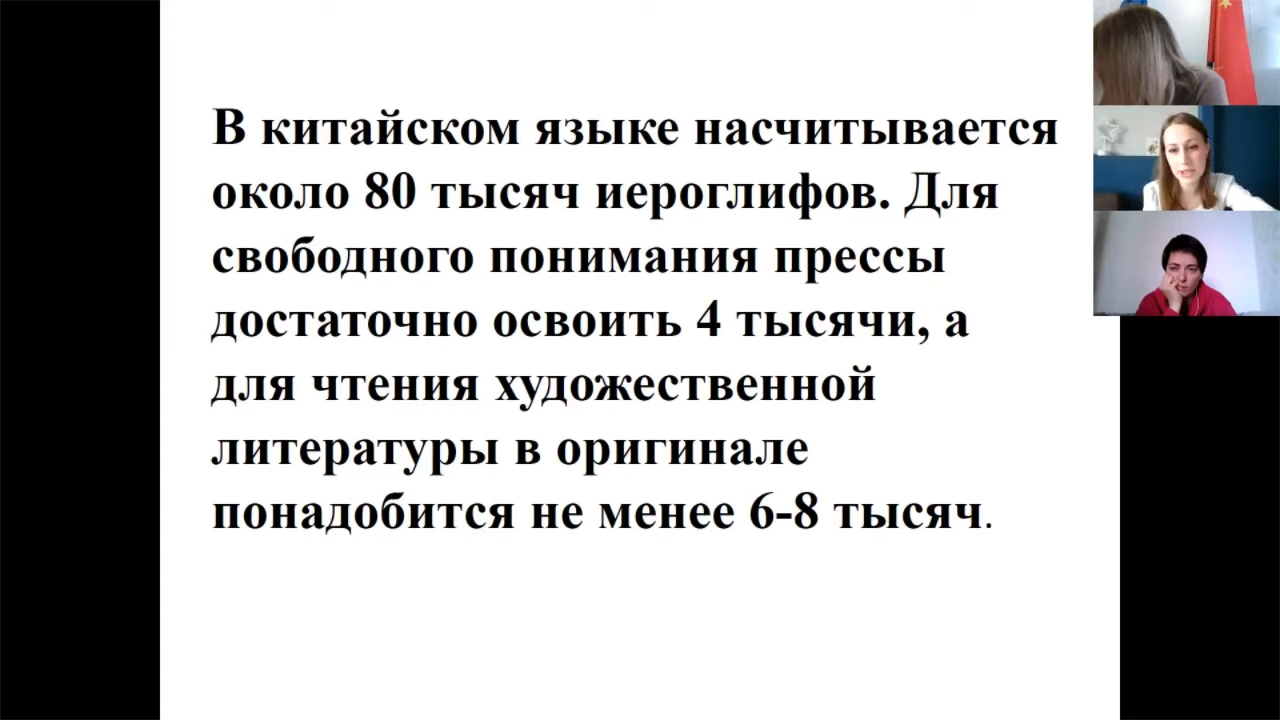 В китайском языке насчитывается
около 80 тысяч иероглифов. Для
свободного понимания прессы
достаточно освоить 4 тысячи, а
для чтения художественной
литературы в оригинале
понадобится не менее 6-8 тысяч.